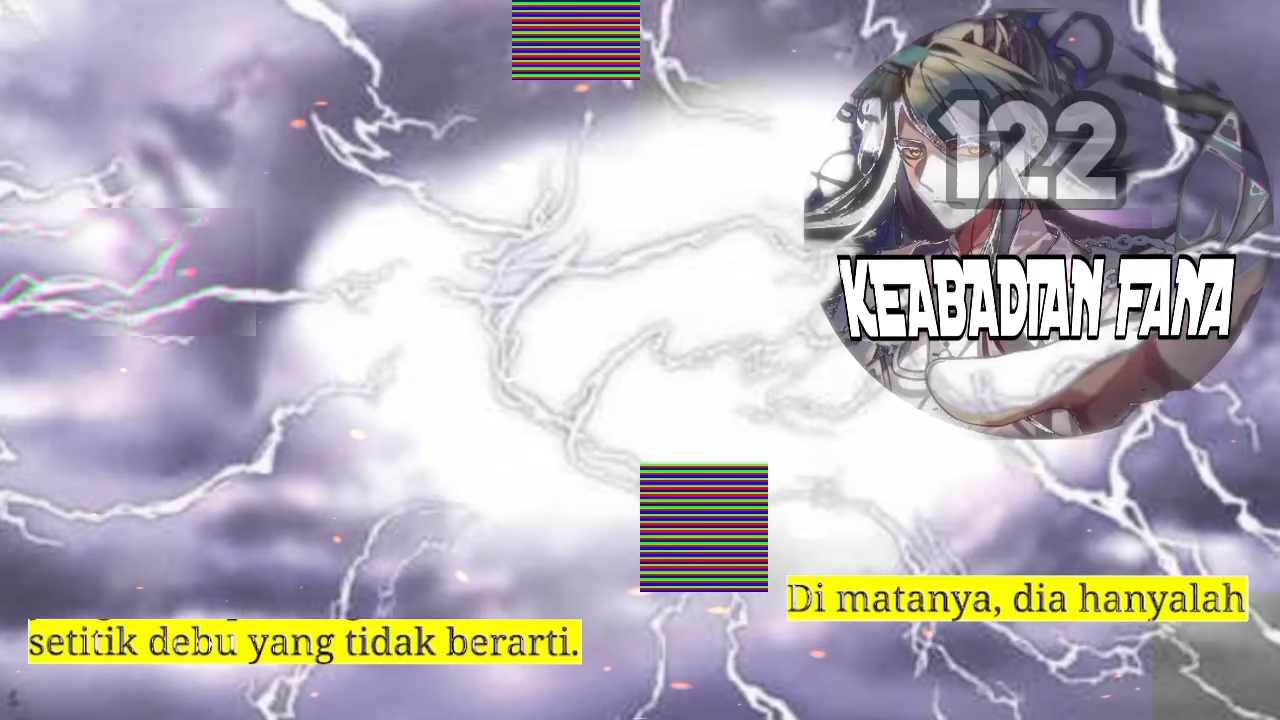 122
KEABADIAN FANA
Di matanya, dia hanyalah
setitik debu yang tidak berarti.